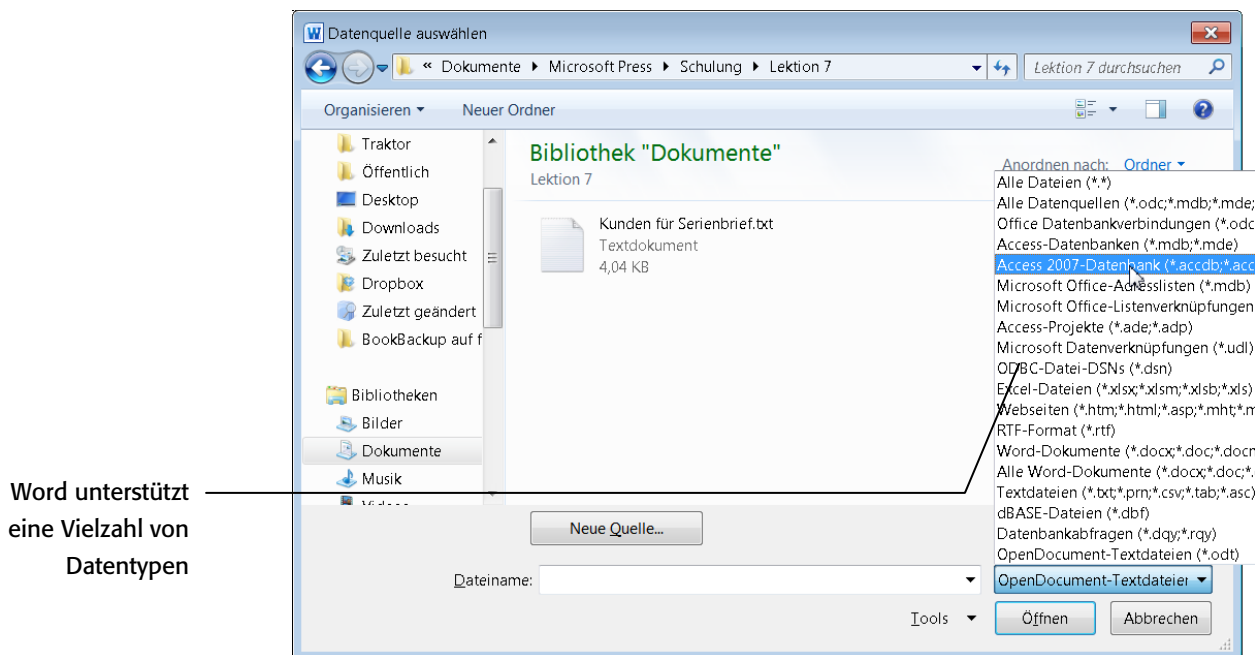 Datenquelle auswählen
« Dokumente ▸ Microsoft Press ▸ Schulung ▸ Lektion 7
Lektion 7 durchsuchen
Organisieren
Neuer Ordner
Traktor
Öffentlich
Desktop
Downloads
Zuletzt besucht
Dropbox
Zuletzt geändert
BookBackup auf f
Bibliotheken
Bilder
Dokumente
Musik
Bibliothek "Dokumente"
Lektion 7
Anordnen nach: Ordner
Kunden für Serienbrief.txt
Textdokument
4,04 KB
Alle Dateien (*.*)
Alle Datenquellen (*.odc;*.mdb;*.mde;
Office Datenbankverbindungen (*.odc
Access-Datenbanken (*.mdb;*.mde)
Access 2007-Datenbank (*.accdb;*.acc
Microsoft Office-Adresslisten (*.mdb)
Microsoft Office-Listenverknüpfungen
Access-Projekte (*.ade;*.adp)
Microsoft Datenverknüpfungen (*.udl)
ODBC-Datei-DSNs (*.dsn)
Excel-Dateien (*.xlsx;*.xlsm;*.xlsb;*.xls)
Webseiten (*.htm;*.html;*.asp;*.mht;*.m
RTF-Format (*.rtf)
Word-Dokumente (*.docx;*.doc;*.docm
Alle Word-Dokumente (*.docx;*.doc;*.
Textdateien (*.txt;*.prn;*.csv;*.tab;*.asc)
dBASE-Dateien (*.dbf)
Datenbankabfragen (*.dqy;*.rqy)
OpenDocument-Textdateien (*.odt)
Word unterstützt
eine Vielzahl von
Datentypen
Neue Quelle...
Dateiname:
OpenDocument-Textdateier
Tools
Öffnen
Abbrechen